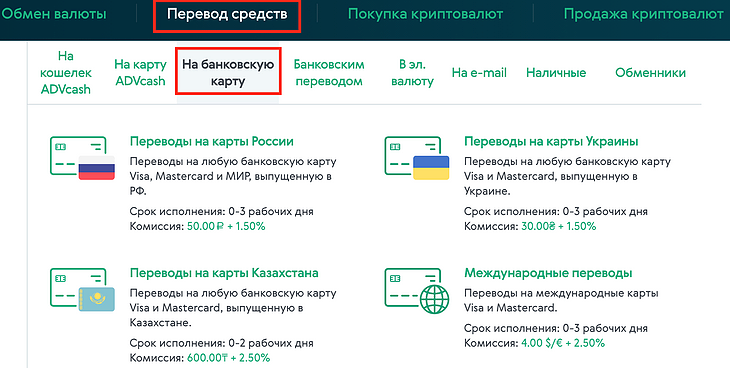 Обмен валюты
Перевод средств
Покупка криптовалют
Продажа криптовалют
На
кошелек
ADVcash
На карту
ADVcash
На банковскую
карту
Банковским
переводом
В эл.
валюту
На e-mail
Наличные
Обменники
Переводы на карты России
Переводы на любую банковскую карту
Visa, Mastercard и МИР, выпущенную в
РФ.
Срок исполнения: 0-3 рабочих дня
Комиссия: 50.00 ₽ + 1.50%
Переводы на карты Украины
Переводы на любую банковскую карту
Visa и Mastercard, выпущенную в
Украине.
Срок исполнения: 0-3 рабочих дня
Комиссия: 30.00₴ + 1.50%
Переводы на карты Казахстана
Переводы на любую банковскую карту
Visa и Mastercard, выпущенную в
Казахстане.
Срок исполнения: 0-2 рабочих дня
Комиссия: 600.00₸ + 2.50%
Международные переводы
Переводы на международные карты
Visa и Mastercard.
Срок исполнения: 0-3 рабочих дня
Комиссия: 4.00 $/€ + 2.50%